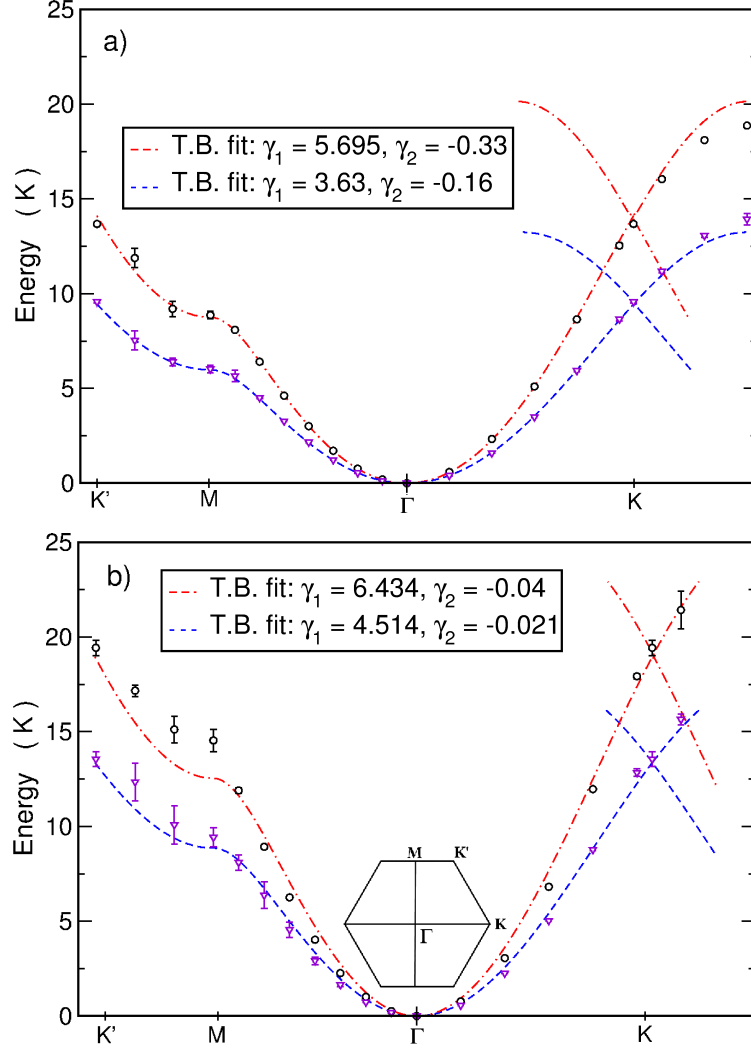 25
a)
20
T.B. fit: γ1 = 5.695, γ2 = -0.33
T.B. fit: γ1 = 3.63, γ2 = -0.16
15
10
5
0
Energy (K)
K' M Γ K
25
b)
T.B. fit: γ1 = 6.434, γ2 = -0.04
T.B. fit: γ1 = 4.514, γ2 = -0.021
20
15
10
5
0
Energy (K)
M K'
K
Γ
K' M Γ K